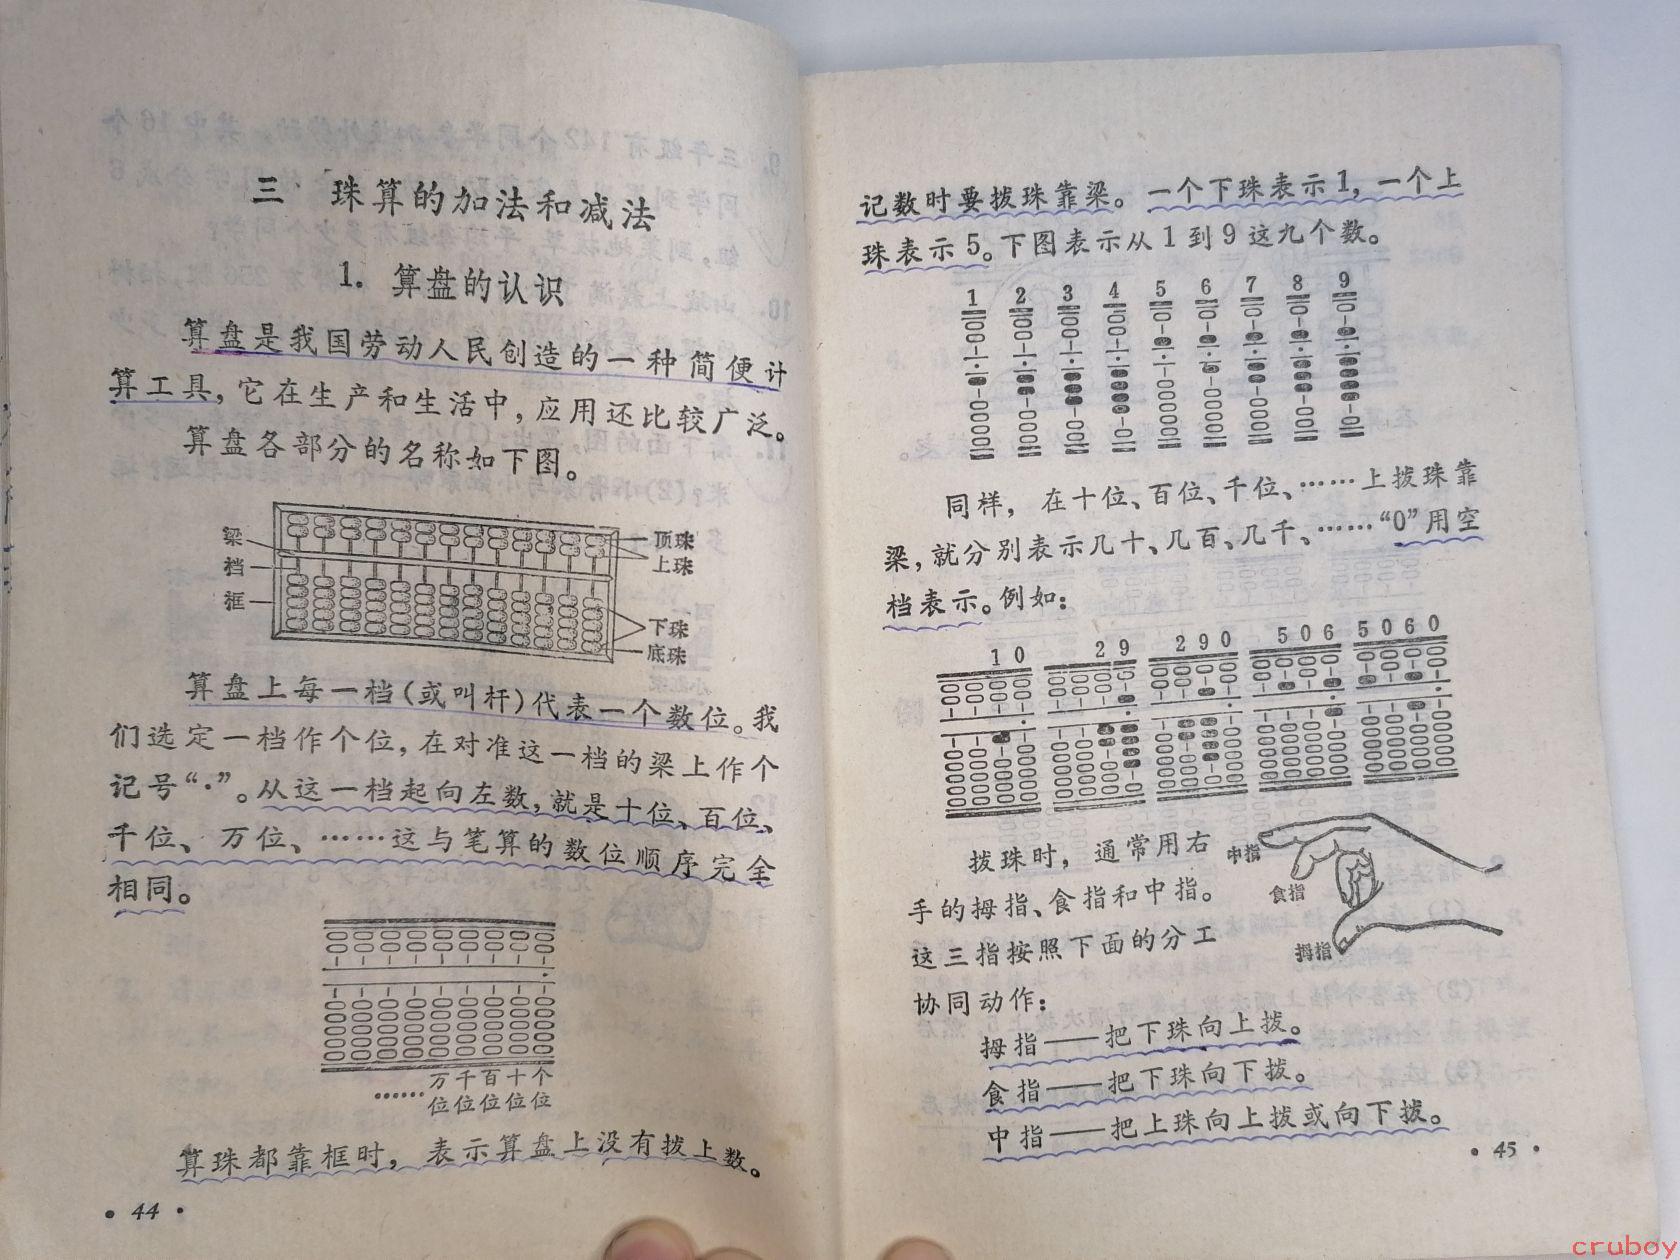 三 珠算的加法和减法
1. 算盘的认识
算盘是我国劳动人民创造的一种简便计
算工具，它在生产和生活中，应用还比较广泛。
算盘各部分的名称如下图。
梁
档
框
顶珠
上珠
下珠
底珠
算盘上每一档（或叫杆）代表一个数位。我
们选定一档作个位，在对准这一档的梁上作个
记号“·”。从这一档起向左数，就是十位、百位、
千位、万位、……这与笔算的数位顺序完全
相同。
万千百十个
……位位位位位
算珠都靠框时，表示算盘上没有拨上数。
• 44 •
记数时要拨珠靠梁。一个下珠表示1，一个上
珠表示5。下图表示从1到9这九个数。
1 2 3 4 5 6 7 8 9
同样，在十位、百位、千位、……上拨珠靠
梁，就分别表示几十、几百、几千、……“0”用空
档表示。例如：
10 29 290 506 5060
拨珠时，通常用右
手的拇指、食指和中指。
这三指按照下面的分工
协同动作：
中指
食指
拇指
拇指——把下珠向上拨。
食指——把下珠向下拨。
中指——把上珠向上拨或向下拨。
• 45 •
cruboy